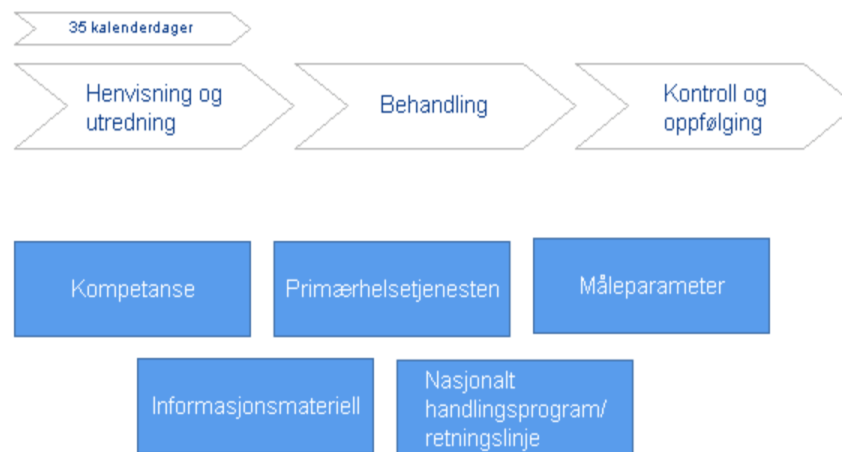 35 kalenderdager
Henvisning og
utredning
Behandling
Kontroll og
oppfølging
Kompetanse
Primærhelsetjenesten
Måleparameter
Informasjonsmateriell
Nasjonalt
handlingsprogram/
retningslinje